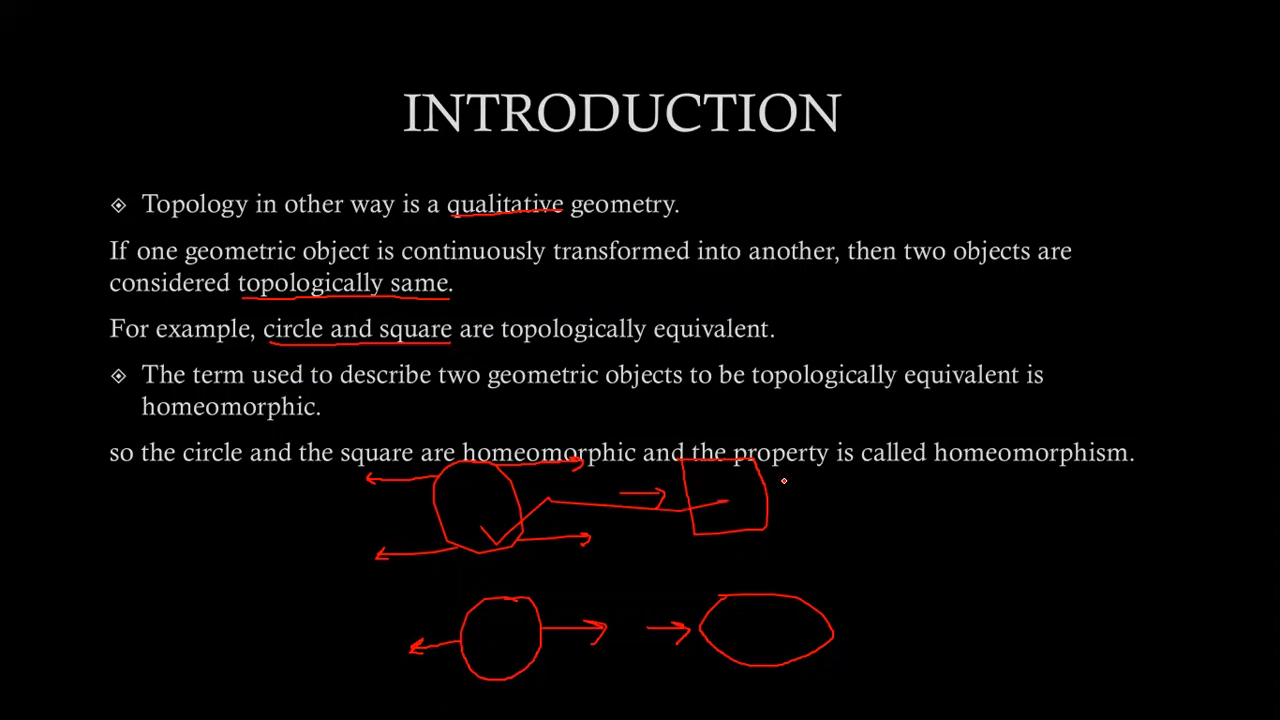 INTRODUCTION
Topology in other way is a qualitative geometry.
If one geometric object is continuously transformed into another, then two objects are
considered topologically same.
For example, circle and square are topologically equivalent.
The term used to describe two geometric objects to be topologically equivalent is
homeomorphic.
so the circle and the square are homeomorphic and the property is called homeomorphism.